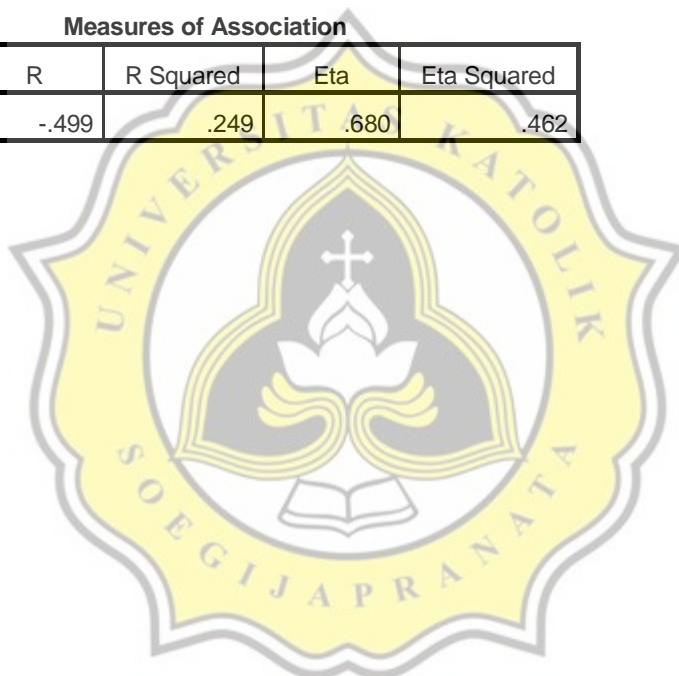 Measures of Association
R R Squared Eta Eta Squared
-.499 .249 .680 .462
UNIVERSITAS KATOLIK
SOEGIJAPRANATA